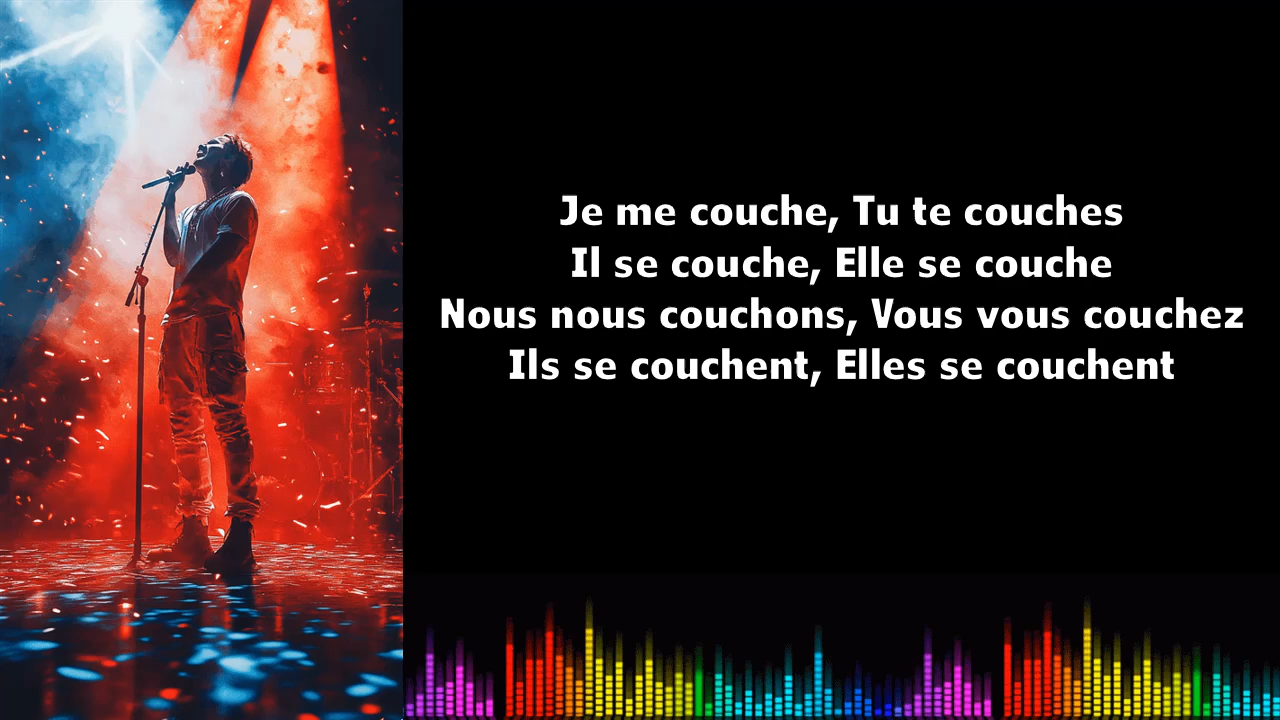 Je me couche, Tu te couches
Il se couche, Elle se couche
Nous nous couchons, Vous vous couchez
Ils se couchent, Elles se couchent